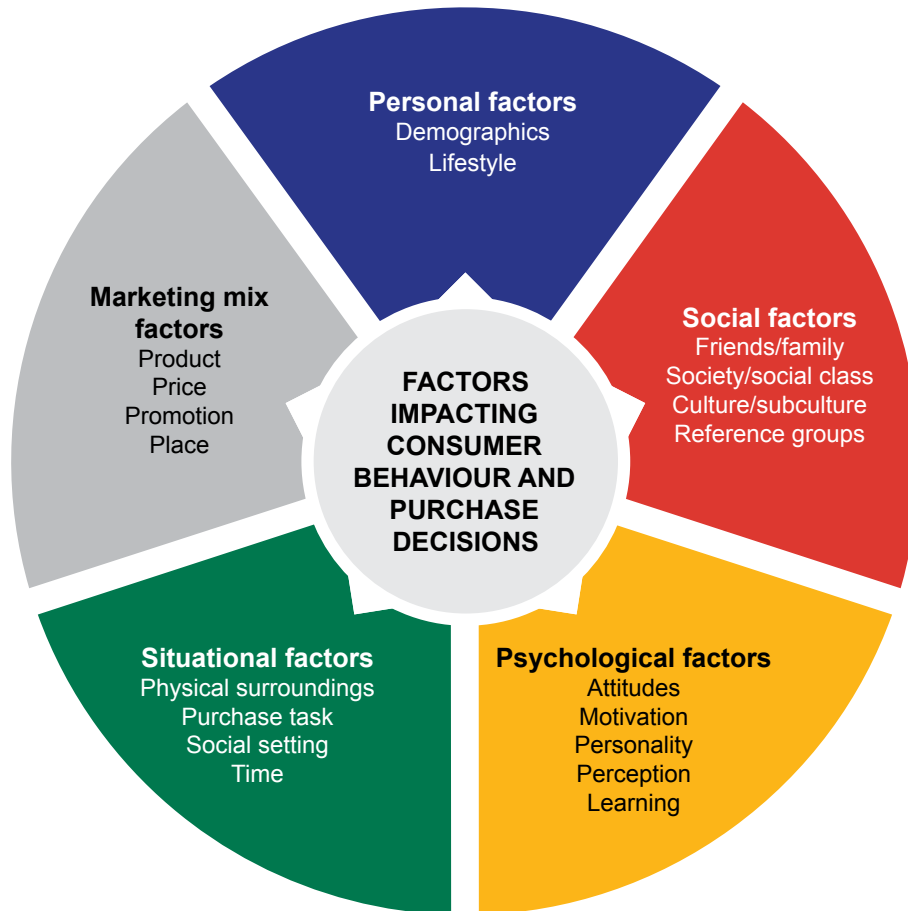 Personal factors
Demographics
Lifestyle
Social factors
Friends/family
Society/social class
Culture/subculture
Reference groups
Psychological factors
Attitudes
Motivation
Personality
Perception
Learning
Situational factors
Physical surroundings
Purchase task
Social setting
Time
Marketing mix
factors
Product
Price
Promotion
Place
FACTORS
IMPACTING
CONSUMER
BEHAVIOUR AND
PURCHASE
DECISIONS